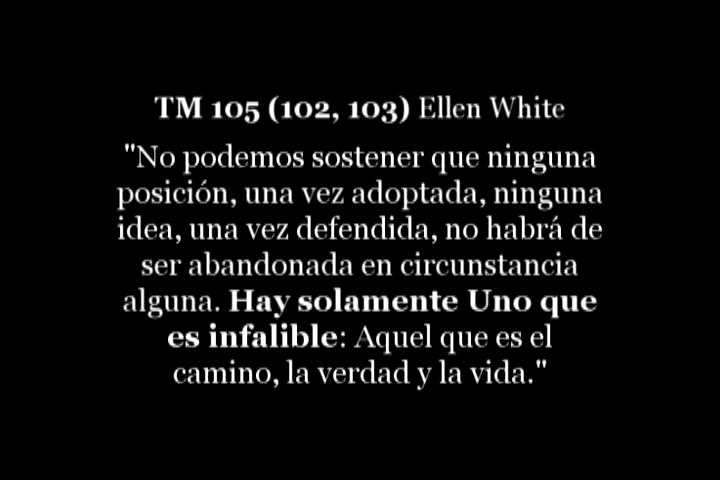 TM 105 (102, 103) Ellen White
"No podemos sostener que ninguna
posición, una vez adoptada, ninguna
idea, una vez defendida, no habrá de
ser abandonada en circunstancia
alguna. Hay solamente Uno que
es infalible: Aquel que es el
camino, la verdad y la vida."